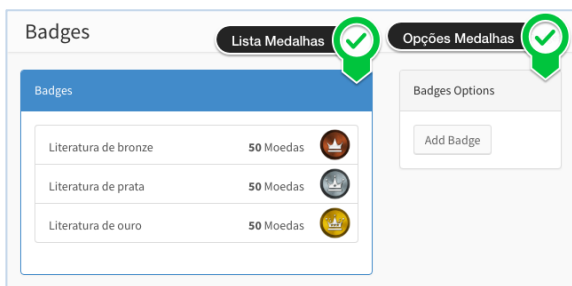 Badges
Lista Medalhas
Opções Medalhas
Badges
Literatura de bronze 50 Moedas
Literatura de prata 50 Moedas
Literatura de ouro 50 Moedas
Badges Options
Add Badge